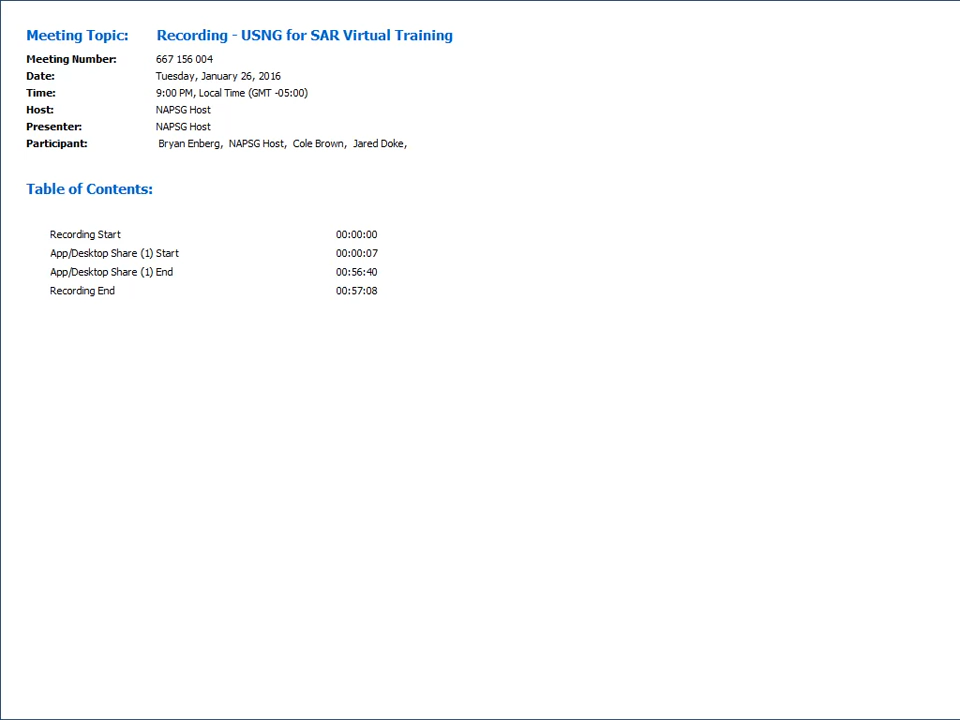 Meeting Topic: Recording - USNG for SAR Virtual Training
Meeting Number: 667 156 004
Date: Tuesday, January 26, 2016
Time: 9:00 PM, Local Time (GMT -05:00)
Host: NAPSG Host
Presenter: NAPSG Host
Participant: Bryan Enberg, NAPSG Host, Cole Brown, Jared Doke,
Table of Contents:
Recording Start 00:00:00
App/Desktop Share (1) Start 00:00:07
App/Desktop Share (1) End 00:56:40
Recording End 00:57:08